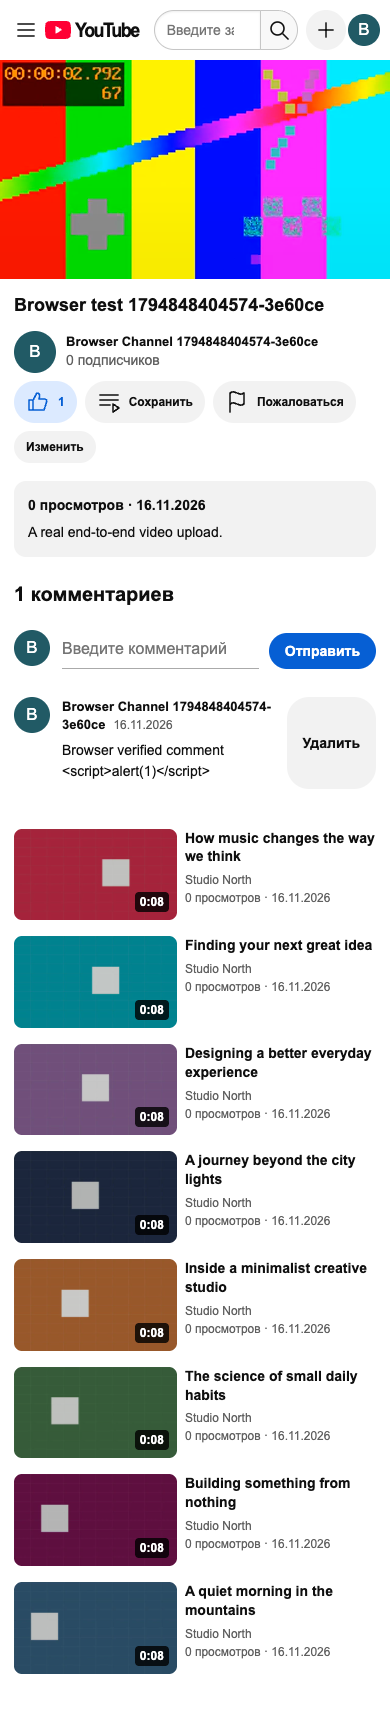 YouTube
Введите за
B
00:00:02.792
67
Browser test 1794848404574-3e60ce
B
Browser Channel 1794848404574-3e60ce
0 подписчиков
1
Сохранить
Пожаловаться
Изменить
0 просмотров · 16.11.2026
A real end-to-end video upload.
1 комментариев
B
Введите комментарий
Отправить
B
Browser Channel 1794848404574-
3e60ce 16.11.2026
Browser verified comment
<script>alert(1)</script>
Удалить
0:08
How music changes the way
we think
Studio North
0 просмотров · 16.11.2026
0:08
Finding your next great idea
Studio North
0 просмотров · 16.11.2026
0:08
Designing a better everyday
experience
Studio North
0 просмотров · 16.11.2026
0:08
A journey beyond the city
lights
Studio North
0 просмотров · 16.11.2026
0:08
Inside a minimalist creative
studio
Studio North
0 просмотров · 16.11.2026
0:08
The science of small daily
habits
Studio North
0 просмотров · 16.11.2026
0:08
Building something from
nothing
Studio North
0 просмотров · 16.11.2026
0:08
A quiet morning in the
mountains
Studio North
0 просмотров · 16.11.2026